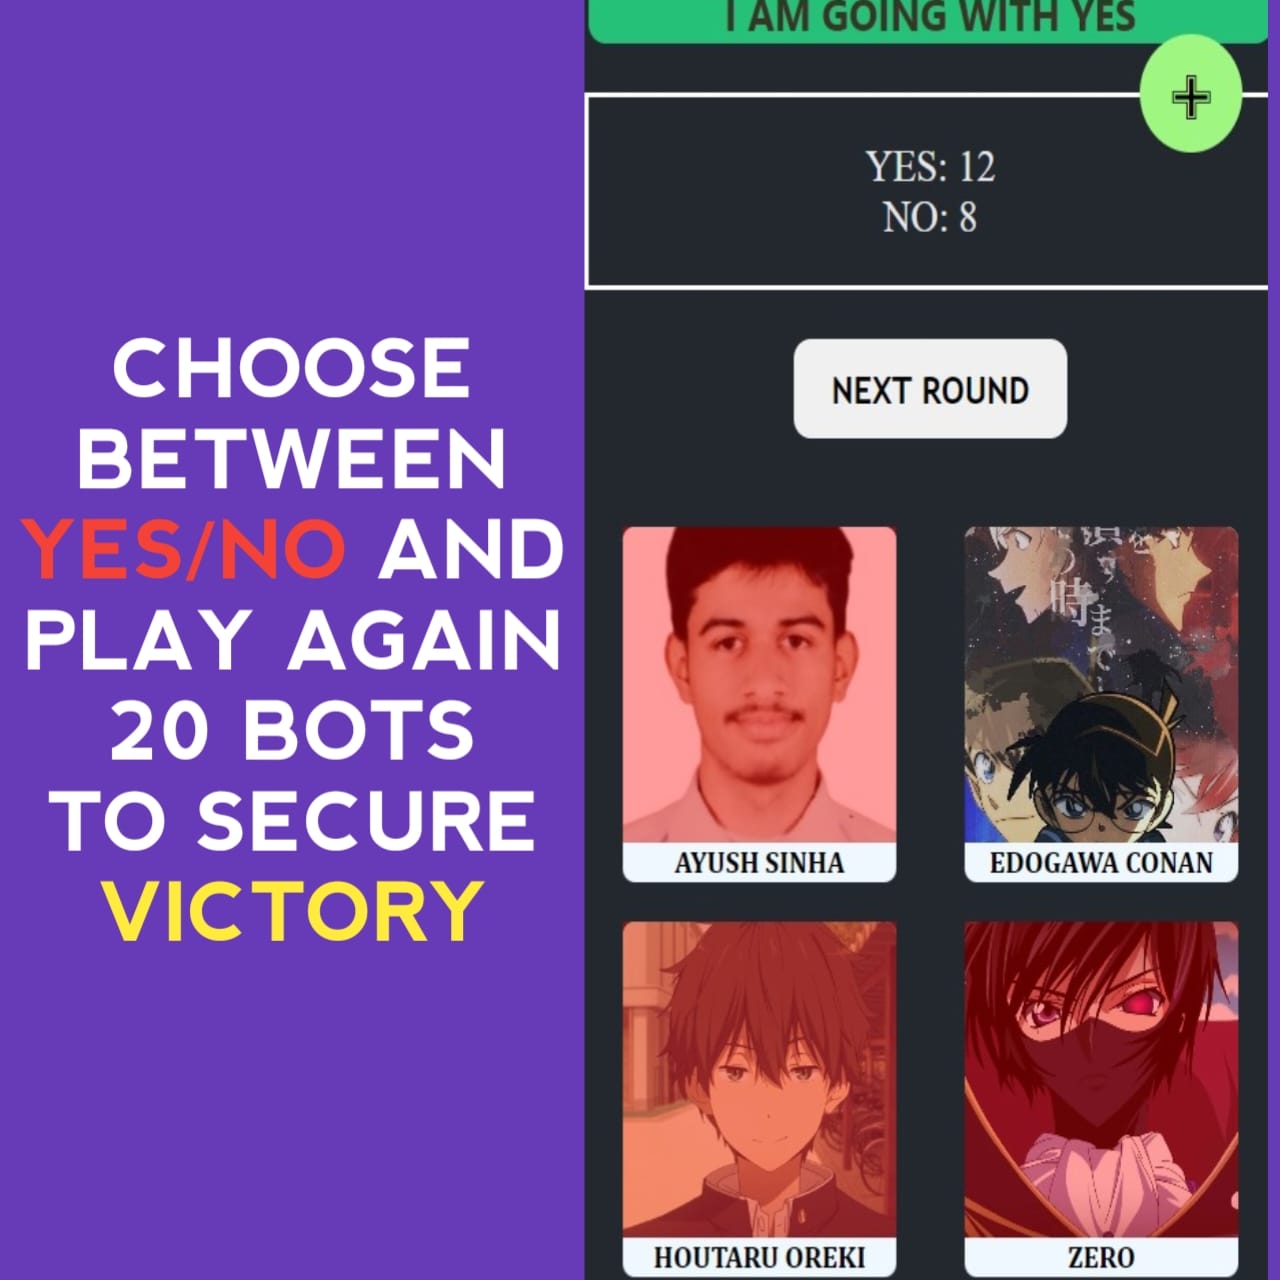 CHOOSE
BETWEEN
YES/NO AND
PLAY AGAIN
20 BOTS
TO SECURE
VICTORY
I AM GOING WITH YES
YES: 12
NO: 8
NEXT ROUND
AYUSH SINHA
EDOGAWA CONAN
HOUTARU OREKI
ZERO